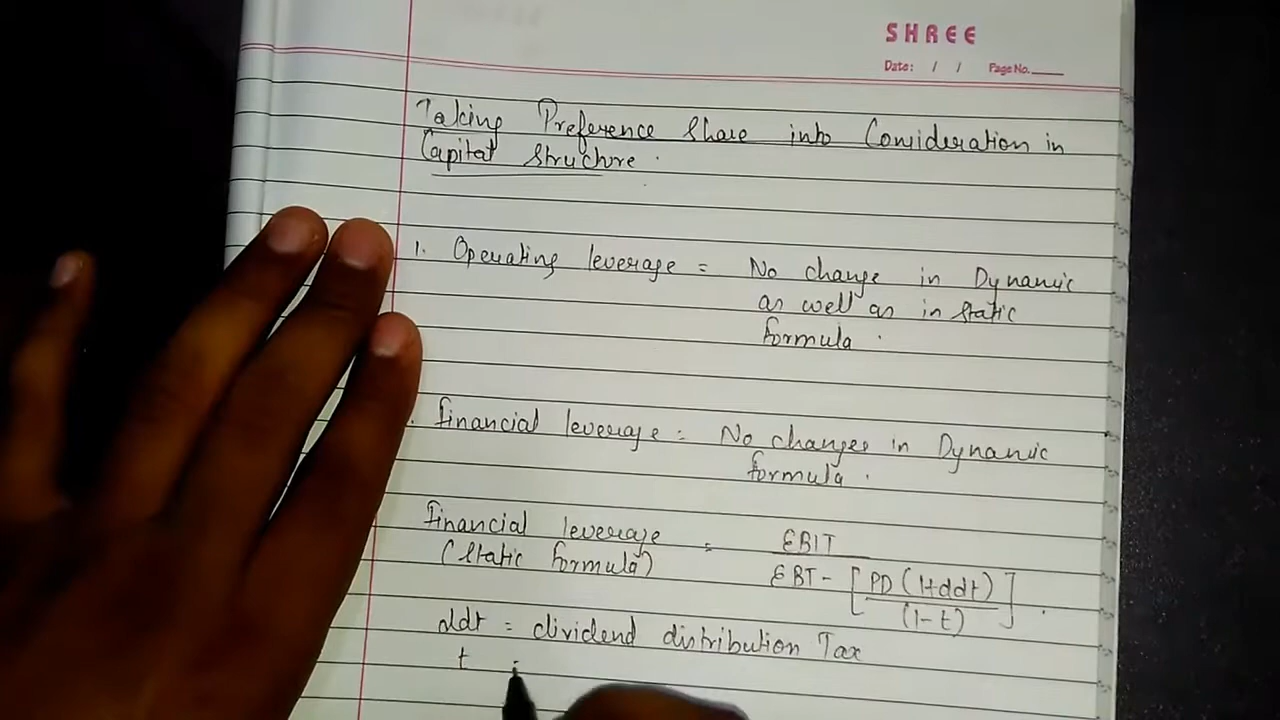 SHREE
Date: / / Page No.
Taking Preference Share into Consideration in
Capital Structure.
1. Operating leverage = No change in Dynamic
as well as in static
formula.
. Financial leverage = No changes in Dynamic
formula.
Financial leverage = EBIT
(Static formula) EBT - [PD (1+ddt)
(1-t)]
ddt = dividend distribution Tax
t =